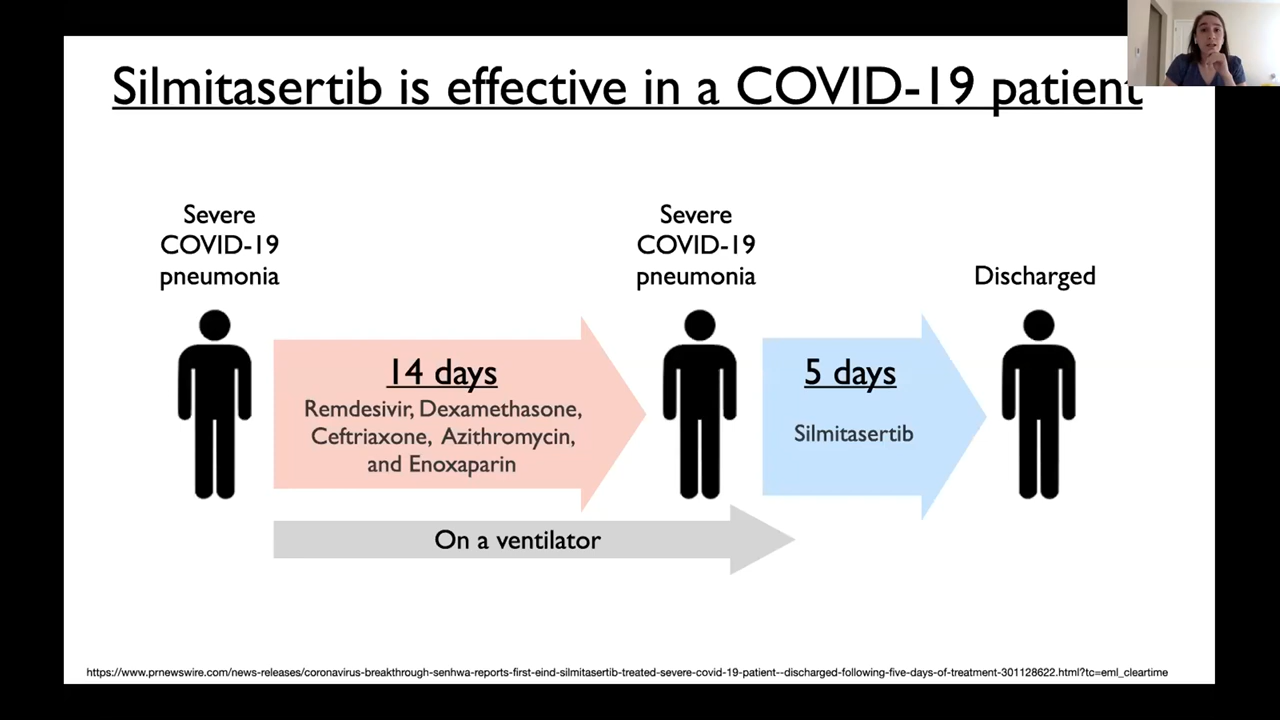 Silmitasertib is effective in a COVID-19 patient
Severe
COVID-19
pneumonia
Severe
COVID-19
pneumonia
Discharged
14 days
Remdesivir, Dexamethasone,
Ceftriaxone, Azithromycin,
and Enoxaparin
5 days
Silmitasertib
On a ventilator
https://www.prnewswire.com/news-releases/coronavirus-breakthrough-senhwa-reports-first-eind-silmitasertib-treated-severe-covid-19-patient--discharged-following-five-days-of-treatment-301128622.html?tc=eml_cleartime